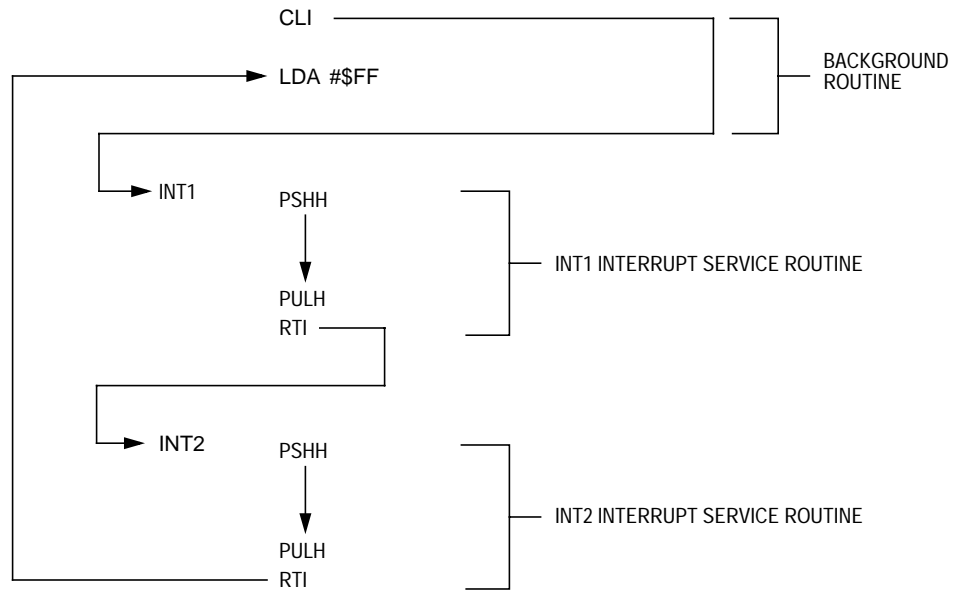 CLI
LDA #$FF
BACKGROUND
ROUTINE
INT1
PSHH
INT1 INTERRUPT SERVICE ROUTINE
PULH
RTI
INT2
PSHH
INT2 INTERRUPT SERVICE ROUTINE
PULH
RTI